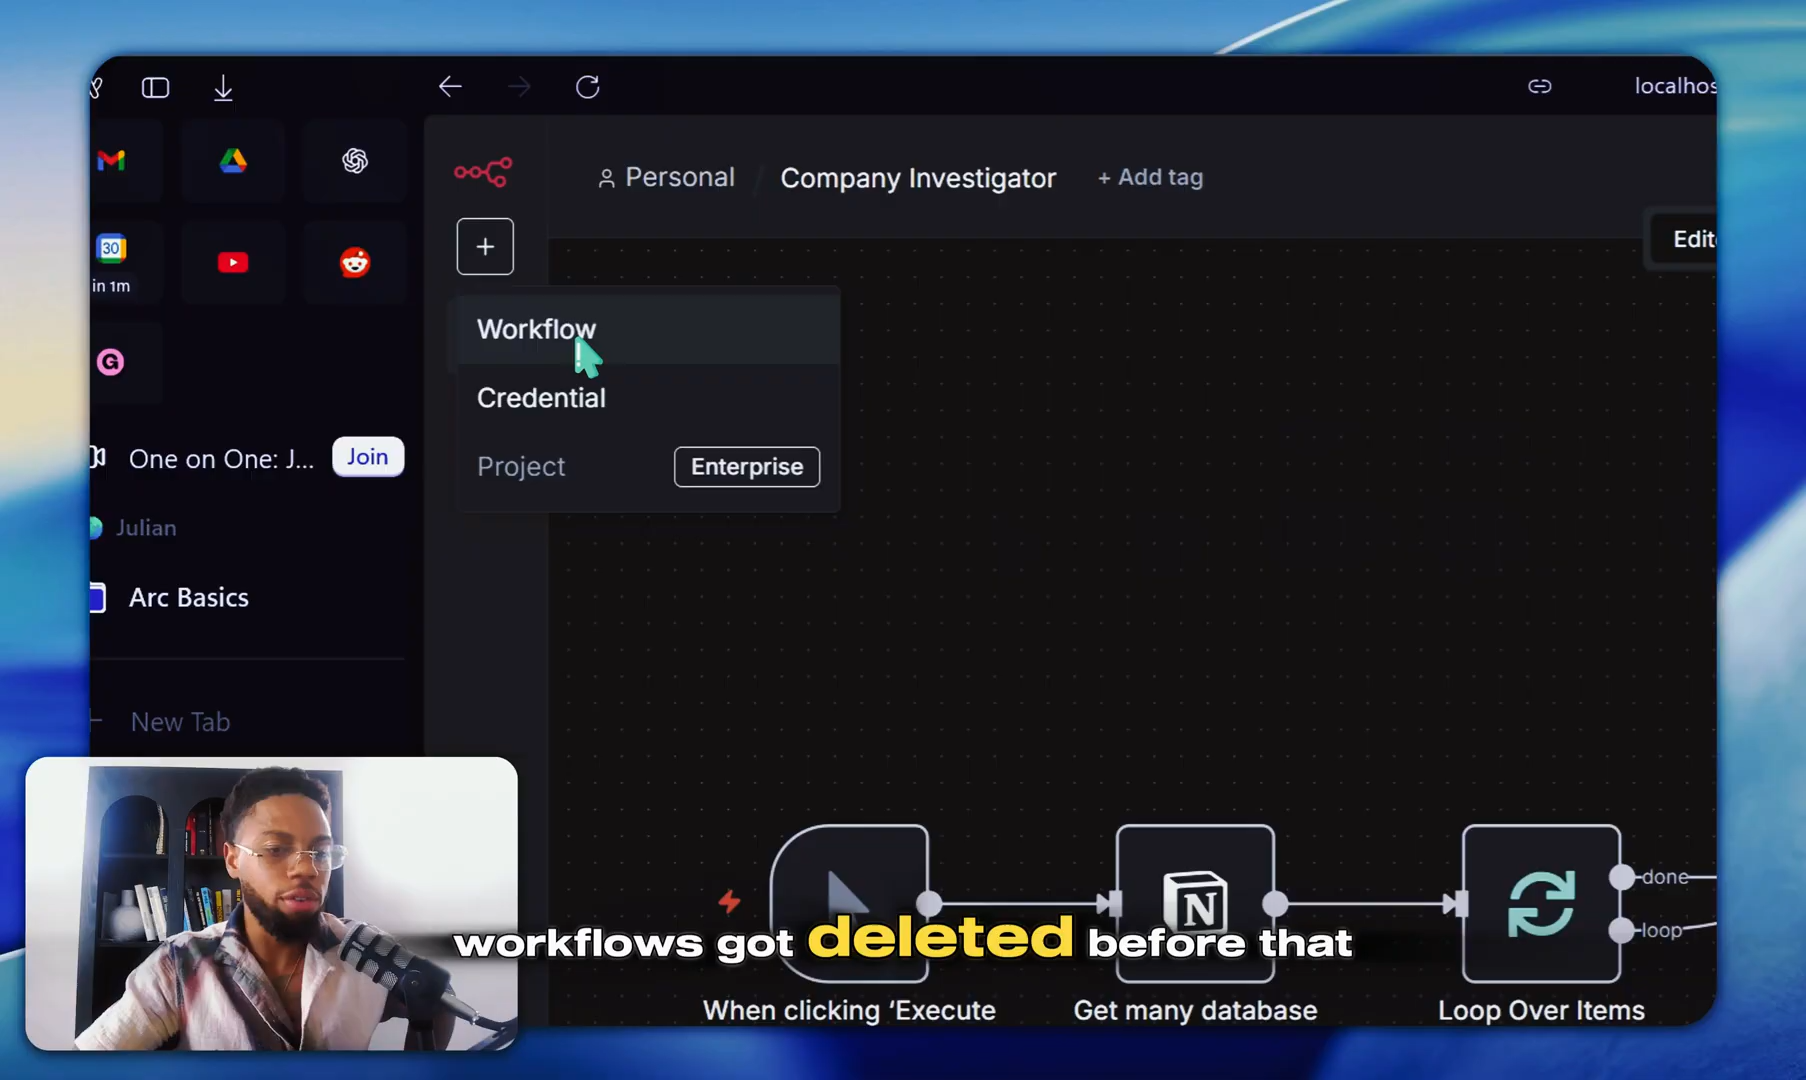 localhos
Personal / Company Investigator + Add tag
Edit
30
in 1m
Workflow
Credential
Project Enterprise
G
One on One: J... Join
Julian
Arc Basics
New Tab
N
done
loop
workflows got deleted before that
When clicking ‘Execute
Get many database
Loop Over Items